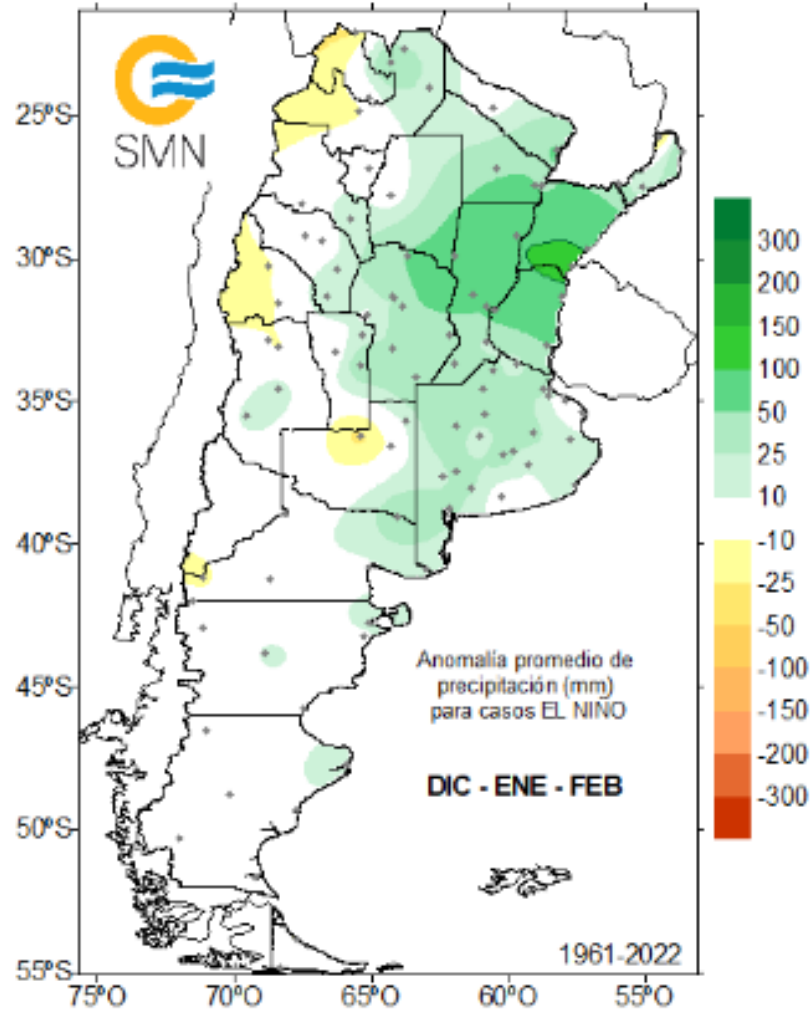 SMN
25ºS
30ºS
35ºS
40ºS
45ºS
50ºS
55ºS
75ºO
70ºO
65ºO
60ºO
55ºO
300
200
150
100
50
25
10
-10
-25
-50
-100
-150
-200
-300
Anomalía promedio de
precipitación (mm)
para casos EL NINO
DIC - ENE - FEB
1961-2022